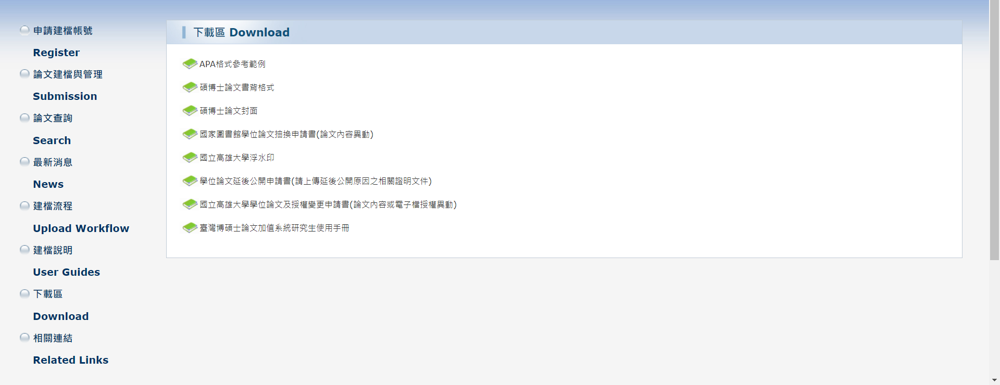 申請建檔帳號
Register
論文建檔與管理
Submission
論文查詢
Search
最新消息
News
建檔流程
Upload Workflow
建檔說明
User Guides
下載區
Download
相關連結
Related Links
下載區 Download
APA格式參考範例
碩博士論文書背格式
碩博士論文封面
國家圖書館學位論文抽換申請書(論文內容異動)
國立高雄大學浮水印
學位論文延後公開申請書(請上傳延後公開原因之相關證明文件)
國立高雄大學學位論文及授權變更申請書(論文內容或電子檔授權異動)
臺灣博碩士論文加值系統研究生使用手冊